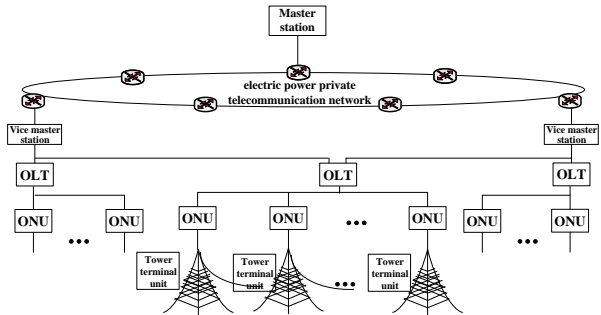 Master
station
electric power private
telecommunication network
Vice master
station
Vice master
station
OLT
OLT
OLT
ONU
ONU
ONU
ONU
ONU
ONU
ONU
Tower
terminal
unit
Tower
terminal
unit
Tower
terminal
unit